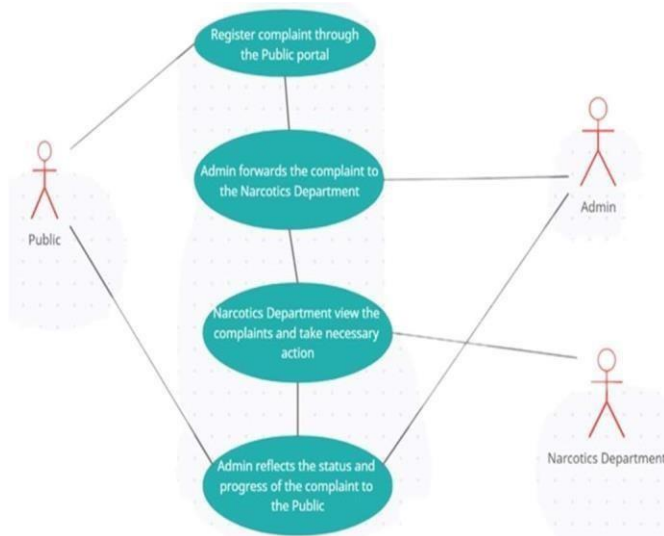 Register complaint through
the Public portal
Admin forwards the complaint to
the Narcotics Department
Admin
Public
Narcotics Department view the
complaints and take necessary
action
Narcotics Department
Admin reflects the status and
progress of the complaint to
the Public